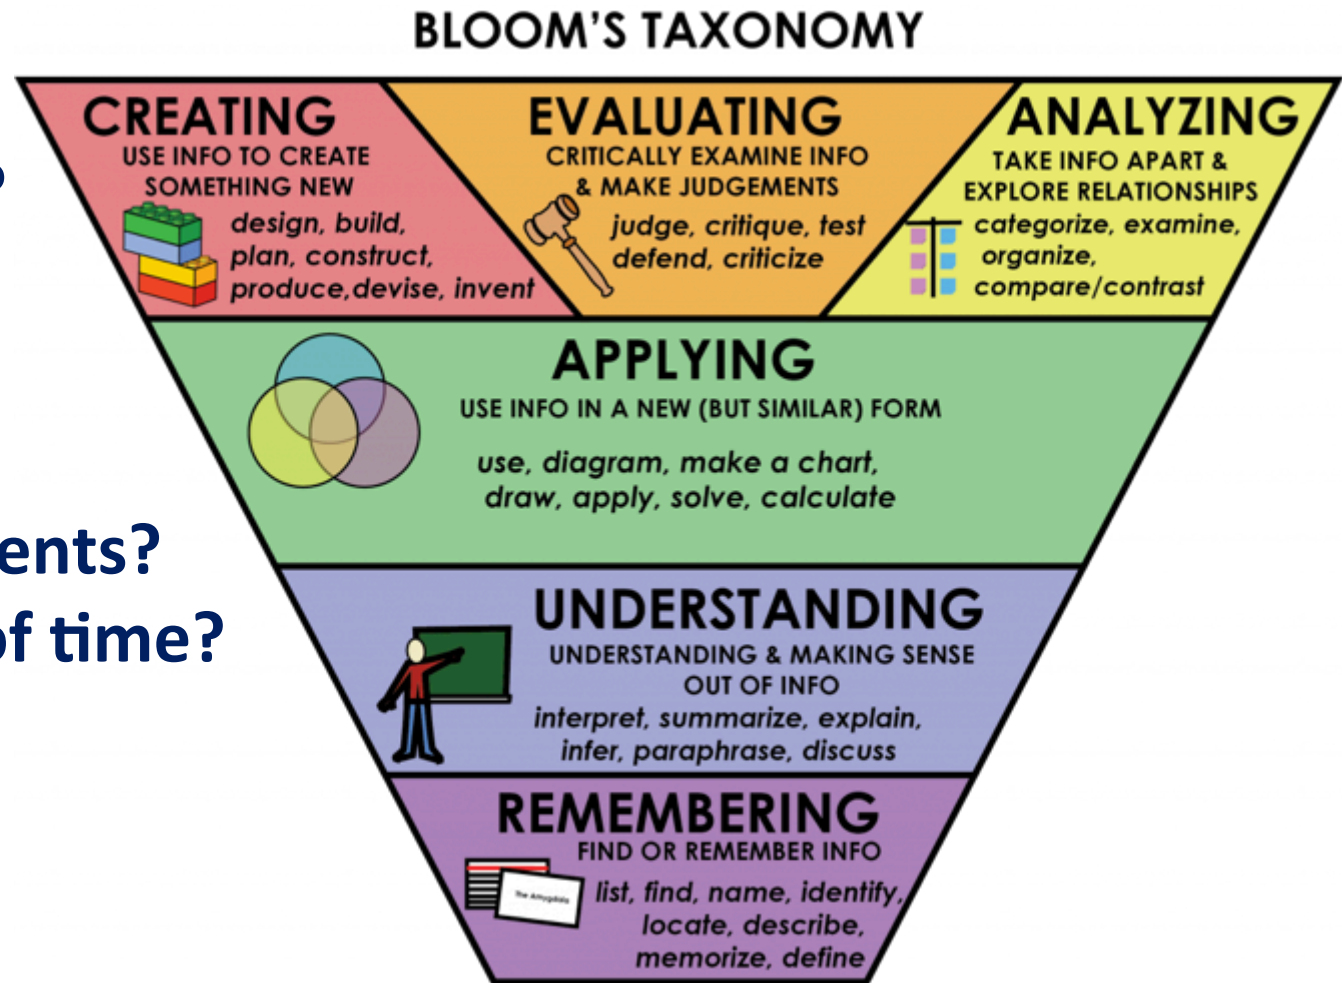 BLOOM'S TAXONOMY
CREATING
USE INFO TO CREATE
SOMETHING NEW
design, build,
plan, construct,
produce,devise, invent
EVALUATING
CRITICALLY EXAMINE INFO
& MAKE JUDGEMENTS
judge, critique, test
defend, criticize
ANALYZING
TAKE INFO APART &
EXPLORE RELATIONSHIPS
categorize, examine,
organize,
compare/contrast
APPLYING
USE INFO IN A NEW (BUT SIMILAR) FORM
use, diagram, make a chart,
draw, apply, solve, calculate
ents?
of time?
UNDERSTANDING
UNDERSTANDING & MAKING SENSE
OUT OF INFO
interpret, summarize, explain,
infer, paraphrase, discuss
REMEMBERING
FIND OR REMEMBER INFO
The Amygdala
list, find, name, identify,
locate, describe,
memorize, define